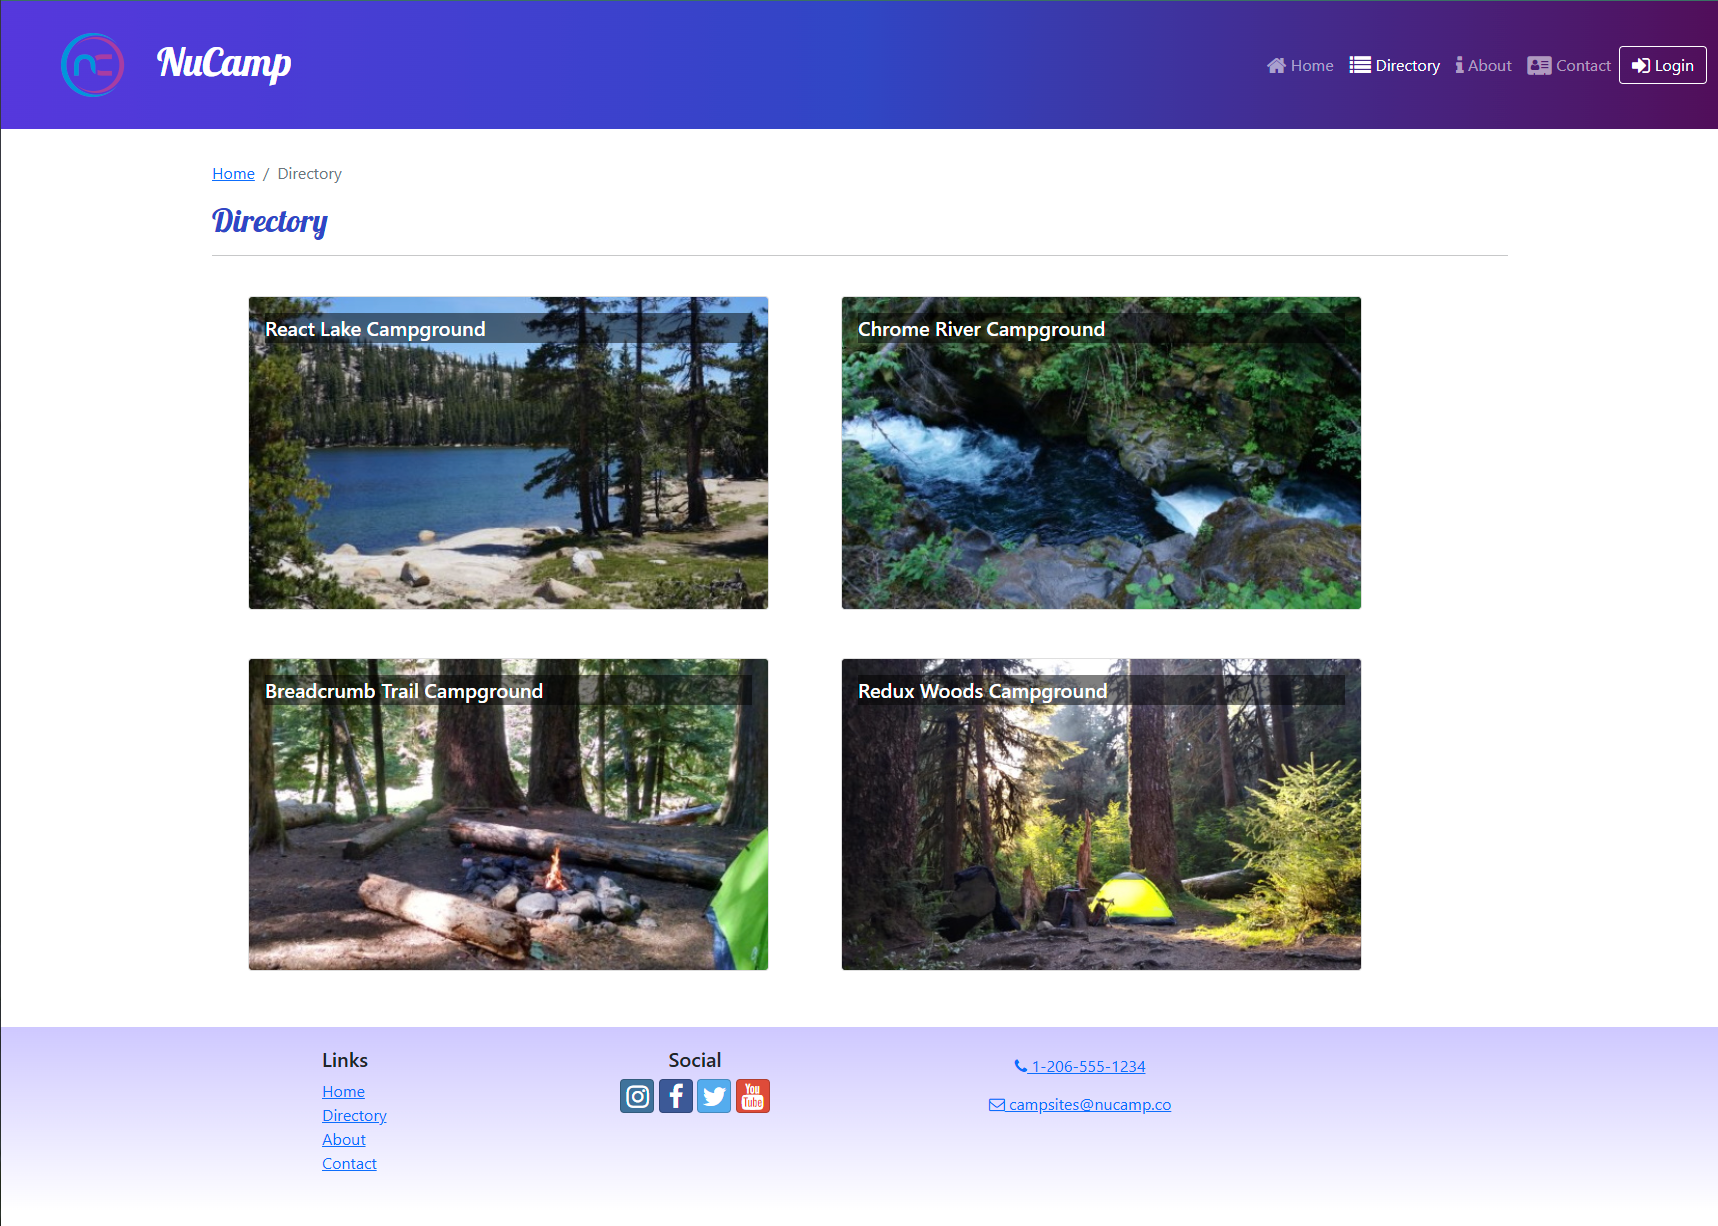 NuCamp
Home Directory About Contact Login
Home / Directory
Directory
React Lake Campground
Chrome River Campground
Breadcrumb Trail Campground
Redux Woods Campground
Links
Home
Directory
About
Contact
Social
You
Tube
1-206-555-1234
campsites@nucamp.co